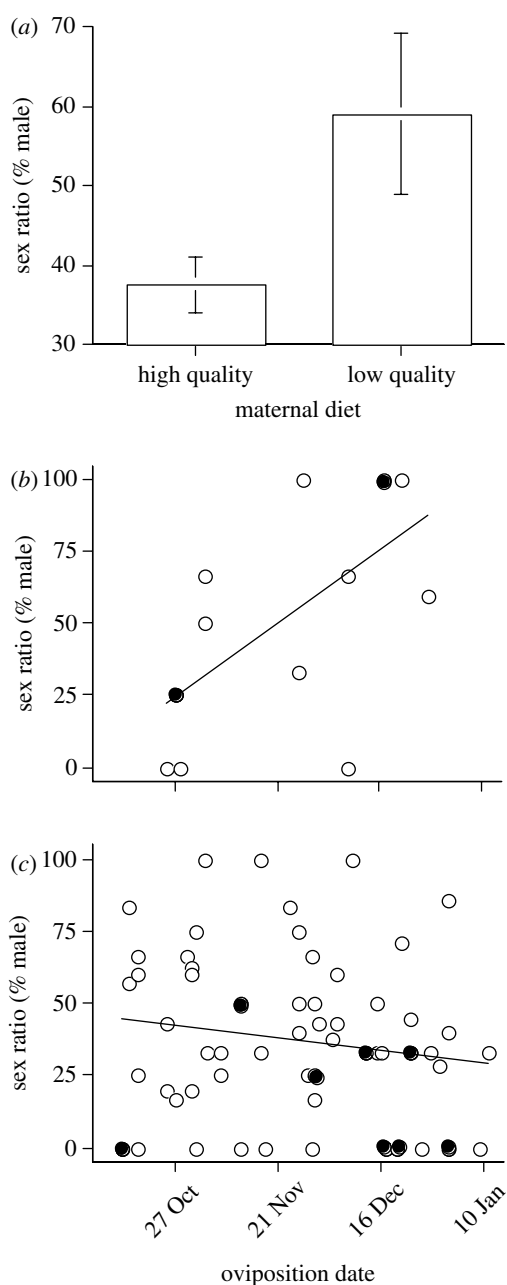 (a)
70
60
50
40
30
sex ratio (% male)
high quality low quality
maternal diet
(b)
100
75
50
25
0
sex ratio (% male)
(c)
100
75
50
25
0
sex ratio (% male)
27 Oct 21 Nov 16 Dec 10 Jan
oviposition date